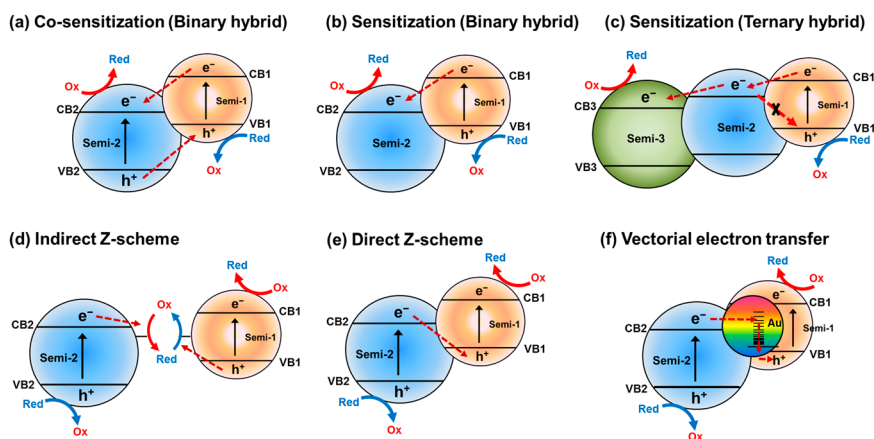 (a) Co-sensitization (Binary hybrid)
Red
Ox
e⁻
CB1
CB2
e⁻
Semi-1
VB1
Semi-2
h⁺
Red
VB2
h⁺
Ox
(b) Sensitization (Binary hybrid)
Red
Ox
e⁻
CB1
CB2
e⁻
Semi-1
VB1
Semi-2
h⁺
Red
VB2
Ox
(c) Sensitization (Ternary hybrid)
Red
Ox
e⁻
e⁻
CB1
CB3
e⁻
Semi-1
X
VB1
Semi-3
Semi-2
h⁺
Red
VB3
Ox
(d) Indirect Z-scheme
Red
Ox
Ox
e⁻
CB1
CB2
e⁻
Semi-1
Semi-2
Red
VB1
h⁺
VB2
h⁺
Red
Ox
(e) Direct Z-scheme
Red
Ox
e⁻
CB1
CB2
e⁻
Semi-1
VB1
Semi-2
h⁺
VB2
h⁺
Red
Ox
(f) Vectorial electron transfer
Red
Ox
e⁻
CB1
CB2
e⁻
Au
Semi-1
VB1
Semi-2
h⁺
VB2
h⁺
Red
Ox